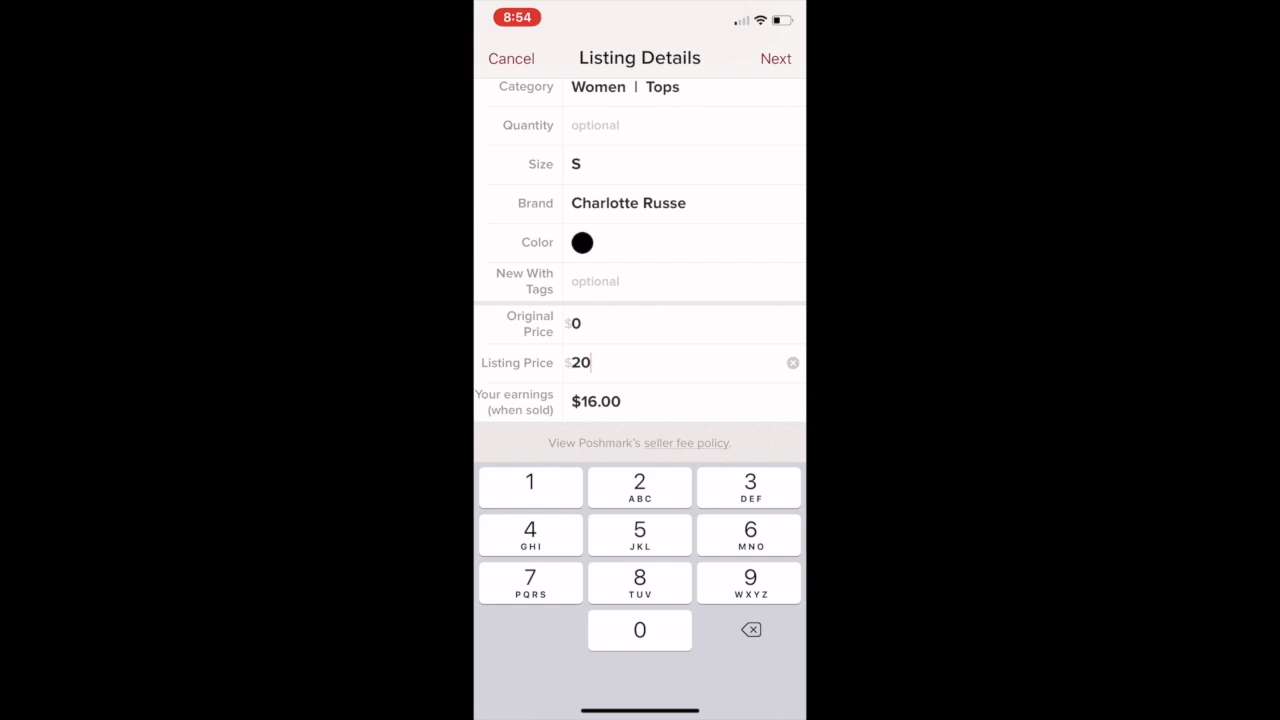 8:54
Cancel Listing Details Next
Category Women | Tops
Quantity optional
Size S
Brand Charlotte Russe
Color
New With
Tags optional
Original
Price $0
Listing Price $20
Your earnings
(when sold) $16.00
View Poshmark's seller fee policy.
1 2 3
ABC DEF
4 5 6
GHI JKL MNO
7 8 9
PQRS TUV WXYZ
0